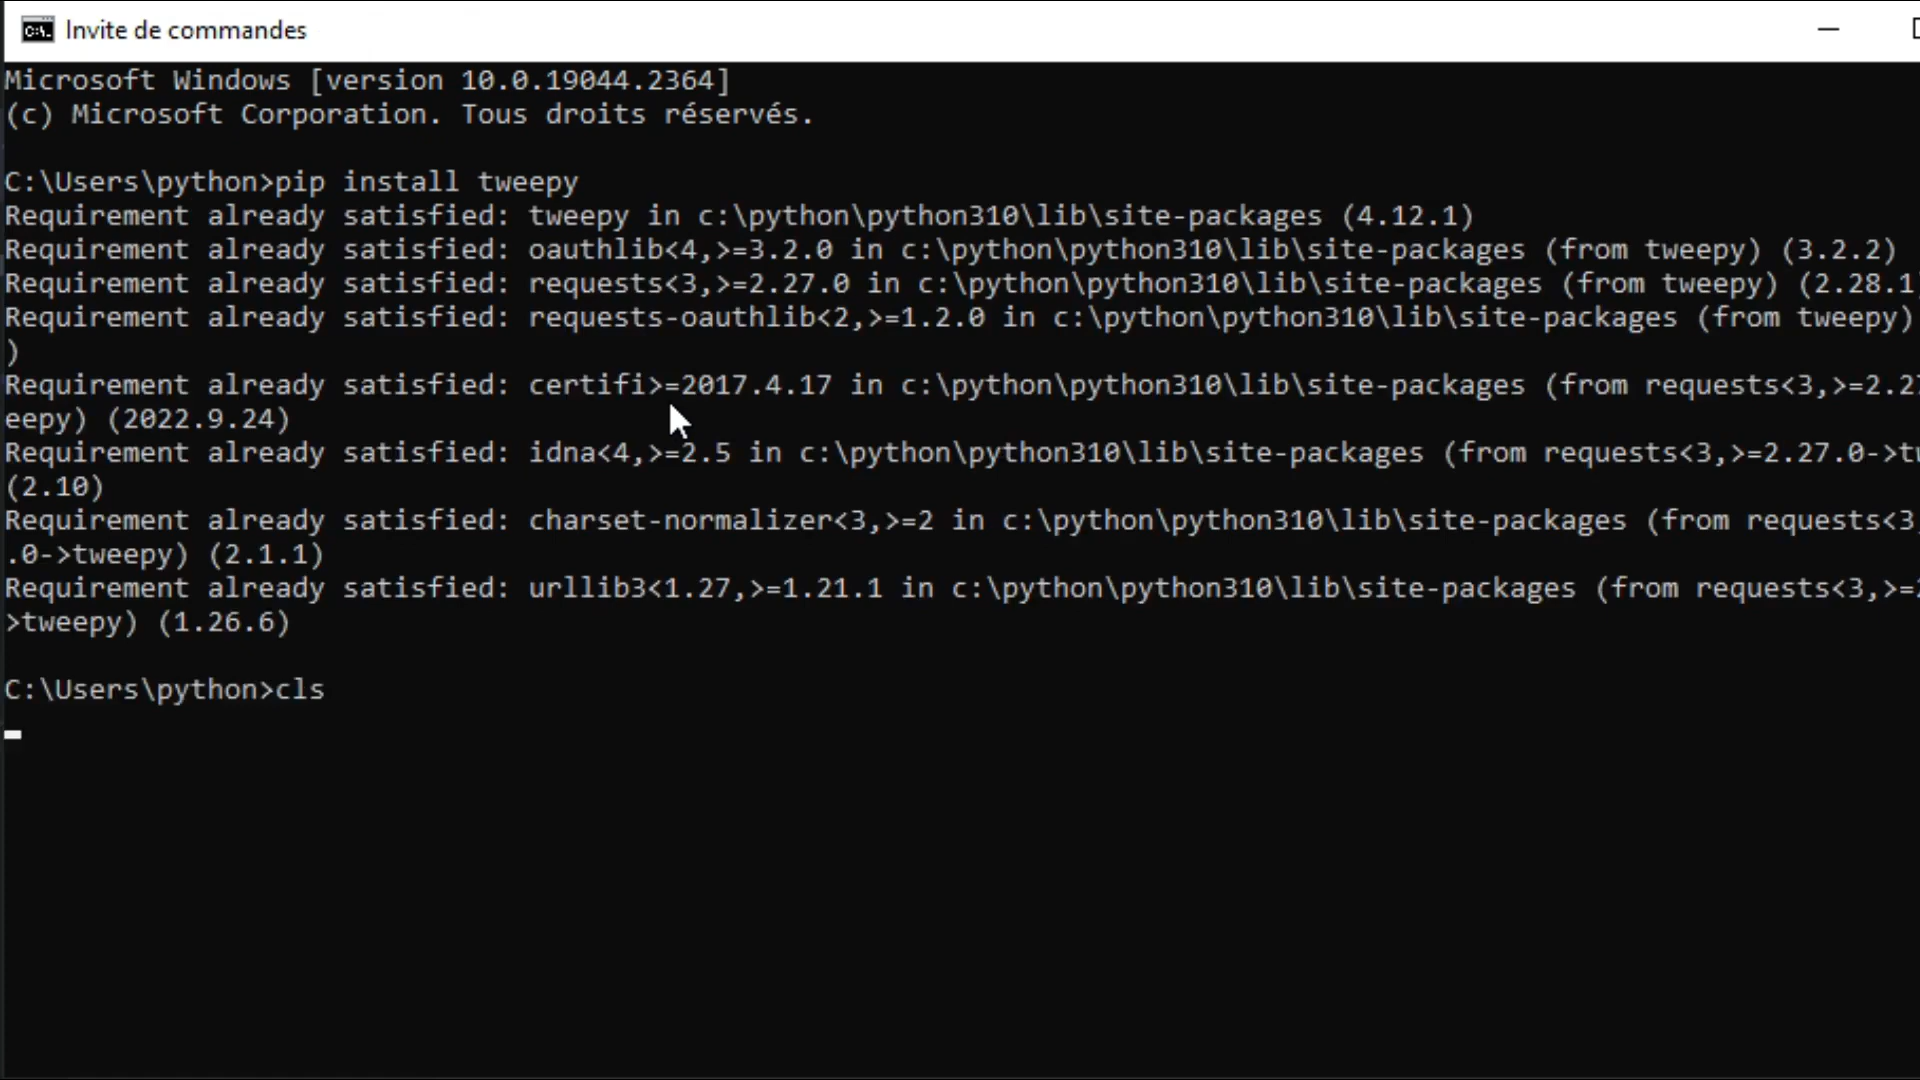 Invite de commandes
Microsoft Windows [version 10.0.19044.2364]
(c) Microsoft Corporation. Tous droits réservés.
C:\Users\python>pip install tweepy
Requirement already satisfied: tweepy in c:\python\python310\lib\site-packages (4.12.1)
Requirement already satisfied: oauthlib<4,>=3.2.0 in c:\python\python310\lib\site-packages (from tweepy) (3.2.2)
Requirement already satisfied: requests<3,>=2.27.0 in c:\python\python310\lib\site-packages (from tweepy) (2.28.1
Requirement already satisfied: requests-oauthlib<2,>=1.2.0 in c:\python\python310\lib\site-packages (from tweepy)
)
Requirement already satisfied: certifi>=2017.4.17 in c:\python\python310\lib\site-packages (from requests<3,>=2.2
eepy) (2022.9.24)
Requirement already satisfied: idna<4,>=2.5 in c:\python\python310\lib\site-packages (from requests<3,>=2.27.0->t
(2.10)
Requirement already satisfied: charset-normalizer<3,>=2 in c:\python\python310\lib\site-packages (from requests<3
.0->tweepy) (2.1.1)
Requirement already satisfied: urllib3<1.27,>=1.21.1 in c:\python\python310\lib\site-packages (from requests<3,>=
>tweepy) (1.26.6)
C:\Users\python>cls